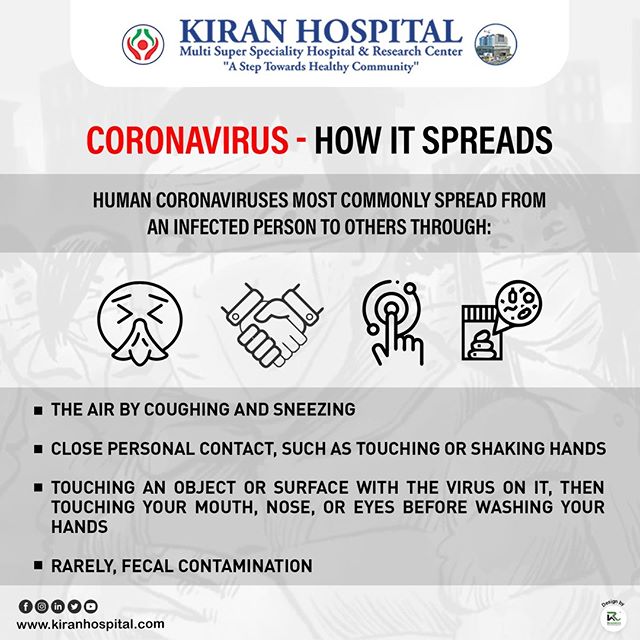 KIRAN HOSPITAL
Multi Super Speciality Hospital & Research Center
"A Step Towards Healthy Community"
CORONAVIRUS - HOW IT SPREADS
HUMAN CORONAVIRUSES MOST COMMONLY SPREAD FROM
AN INFECTED PERSON TO OTHERS THROUGH:
THE AIR BY COUGHING AND SNEEZING
CLOSE PERSONAL CONTACT, SUCH AS TOUCHING OR SHAKING HANDS
TOUCHING AN OBJECT OR SURFACE WITH THE VIRUS ON IT, THEN
TOUCHING YOUR MOUTH, NOSE, OR EYES BEFORE WASHING YOUR
HANDS
RARELY, FECAL CONTAMINATION
www.kiranhospital.com
Design by